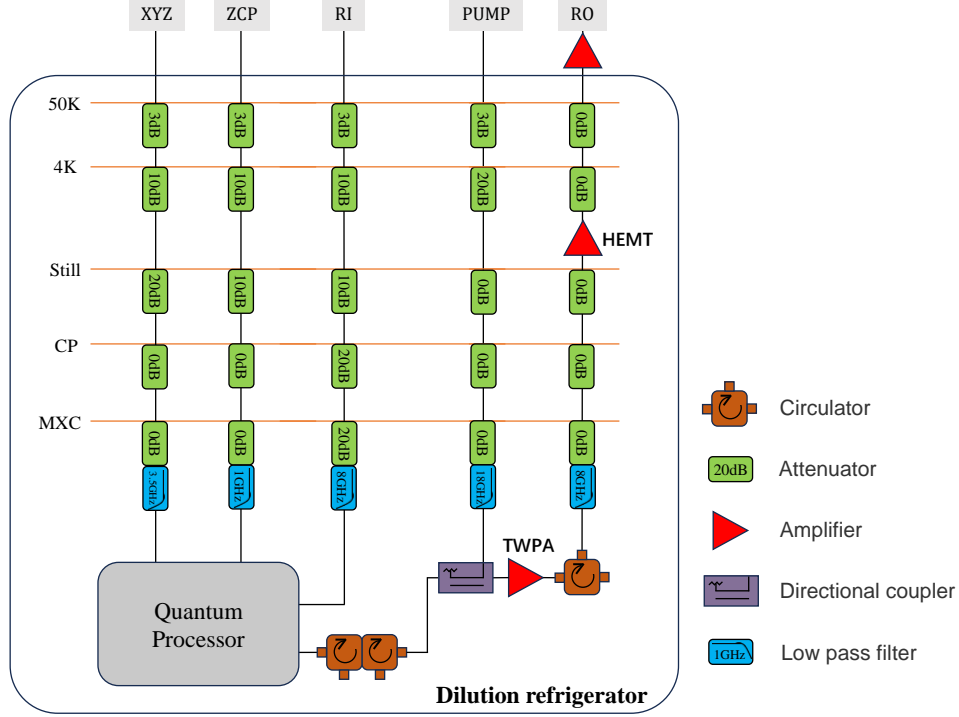 XYZ ZCP RI PUMP RO
50K
3dB 3dB 3dB 3dB 0dB
4K
10dB 10dB 10dB 20dB 0dB
HEMT
Still
20dB 10dB 10dB 0dB 0dB
CP
0dB 0dB 20dB 0dB 0dB
MXC
0dB 0dB 20dB 0dB 0dB
3.5GHz 1GHz 8GHz 18GHz 8GHz
TWPA
Quantum
Processor
Dilution refrigerator
Circulator
20dB Attenuator
Amplifier
Directional coupler
1GHz Low pass filter